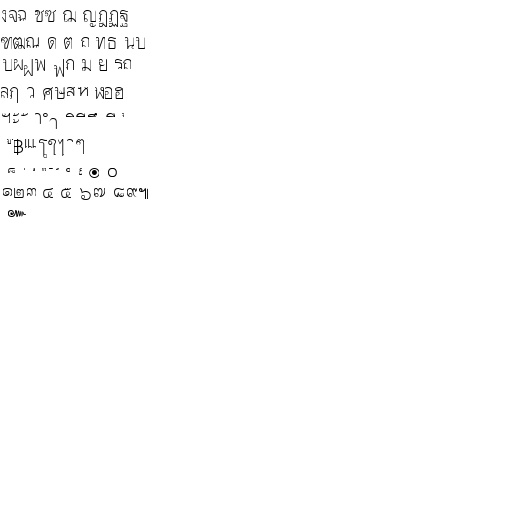 งจฉ ชซ ฌ ญฎฏฐ
ฑฒณ ด ต ถ ทธ นบ
ปผฝพ ฟภ ม ย รฤ
ลฦ ว ศษสห ฬอฮ
ฯะั าำ ิีึืุ
ฺู฿เแโใไๅๆ
็่้๊๋์ํ๎๏๐
๑๒๓ ๔ ๕ ๖๗ ๘๙๚
๛